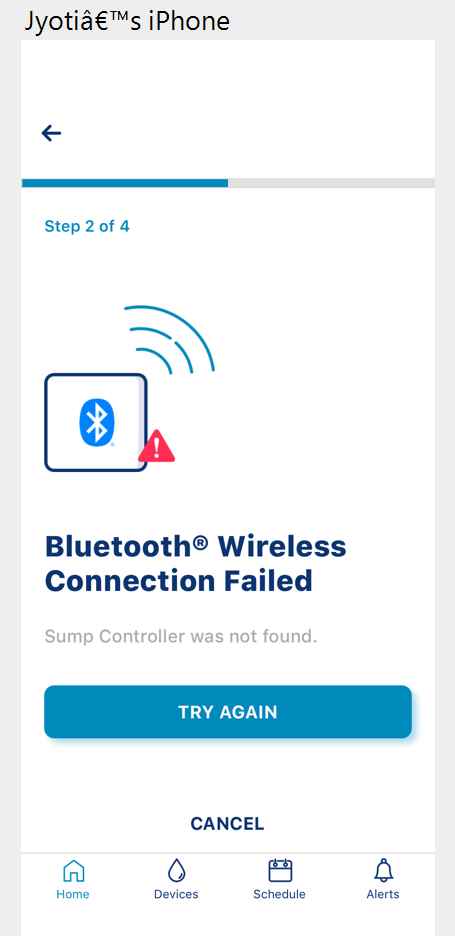 Jyotiâ€™s iPhone
Step 2 of 4
Bluetooth® Wireless
Connection Failed
Sump Controller was not found.
TRY AGAIN
CANCEL
Home
Devices
Schedule
Alerts